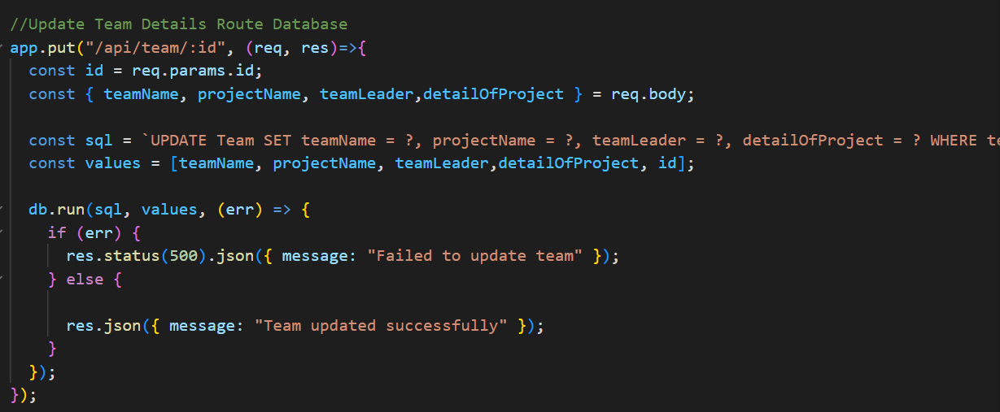 //Update Team Details Route Database
app.put("/api/team/:id", (req, res)=>{
  const id = req.params.id;
  const { teamName, projectName, teamLeader,detailOfProject } = req.body;
  const sql = `UPDATE Team SET teamName = ?, projectName = ?, teamLeader = ?, detailOfProject = ? WHERE
  const values = [teamName, projectName, teamLeader,detailOfProject, id];
  db.run(sql, values, (err) => {
    if (err) {
      res.status(500).json({ message: "Failed to update team" });
    } else {
      res.json({ message: "Team updated successfully" });
    }
  });
});